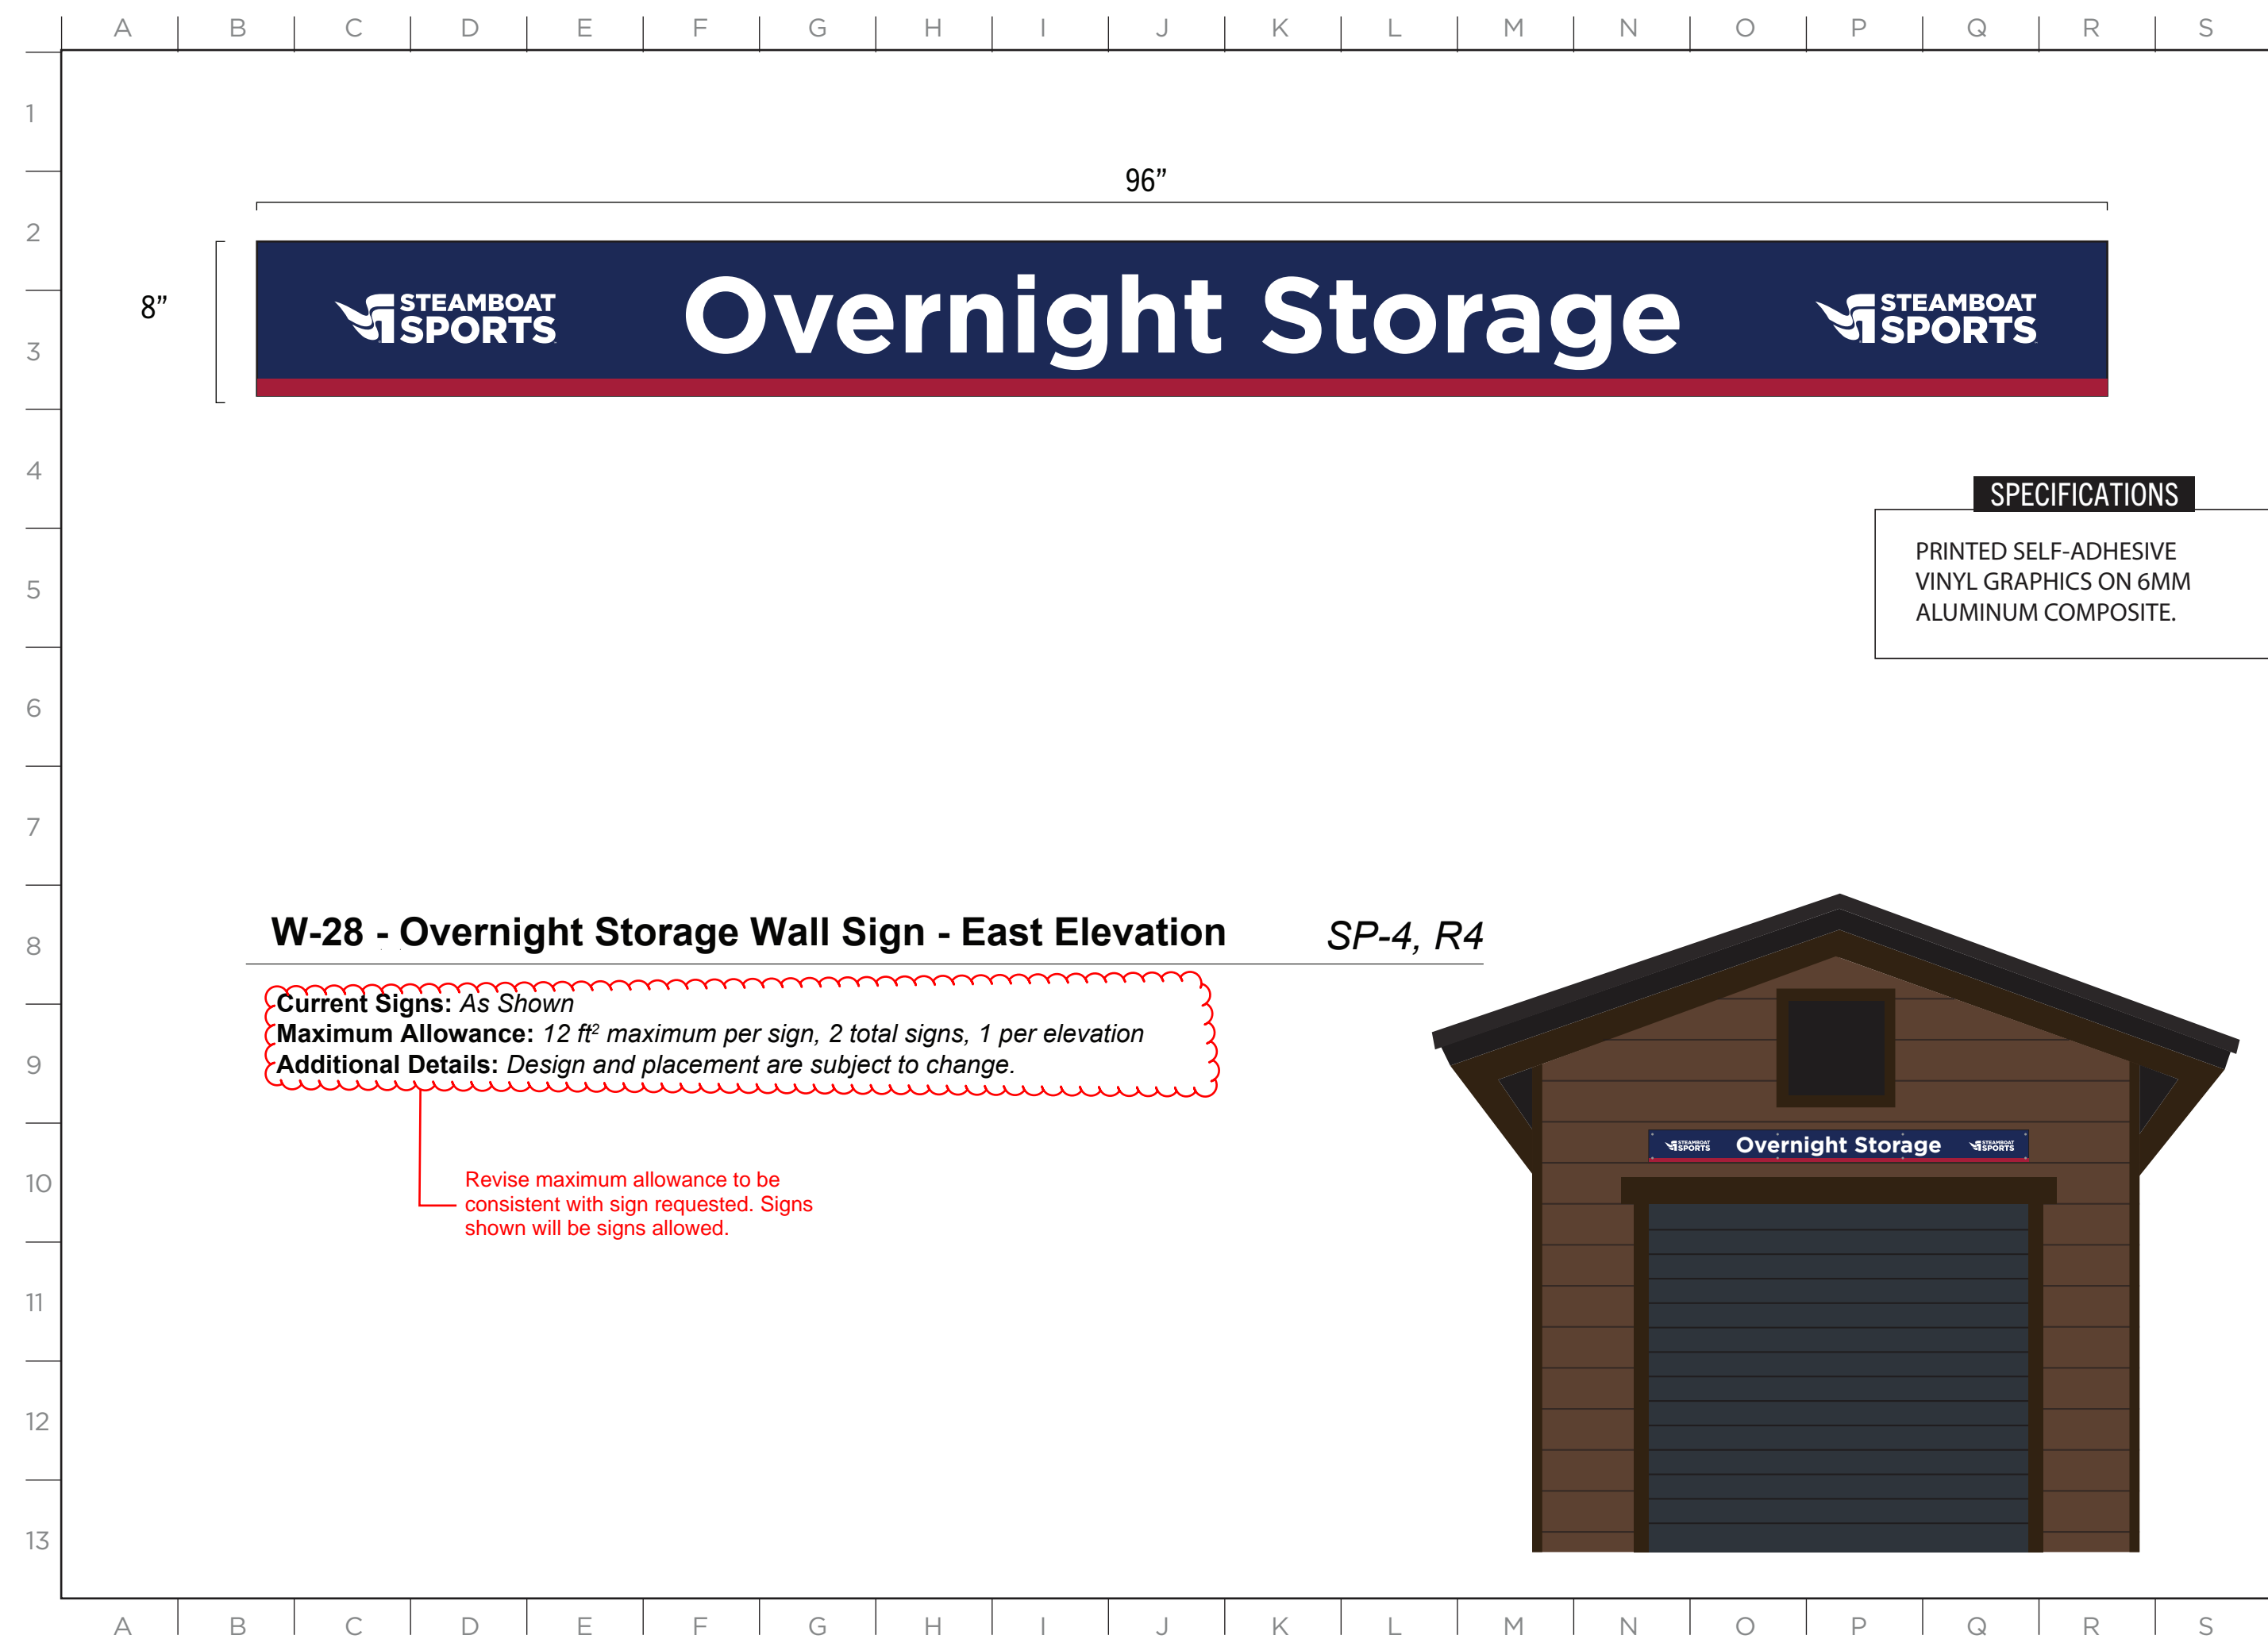 A B C D E F G H I J K L M N O P Q R S
1
2
3
4
5
6
7
8
9
10
11
12
13
96”
8”
STEAMBOAT
SPORTS
Overnight Storage
STEAMBOAT
SPORTS
SPECIFICATIONS
PRINTED SELF-ADHESIVE
VINYL GRAPHICS ON 6MM
ALUMINUM COMPOSITE.
W-28 - Overnight Storage Wall Sign - East Elevation SP-4, R4
Current Signs: As Shown
Maximum Allowance: 12 ft² maximum per sign, 2 total signs, 1 per elevation
Additional Details: Design and placement are subject to change.
Revise maximum allowance to be
consistent with sign requested. Signs
shown will be signs allowed.
STEAMBOAT
SPORTS
Overnight Storage
STEAMBOAT
SPORTS
A B C D E F G H I J K L M N O P Q R S